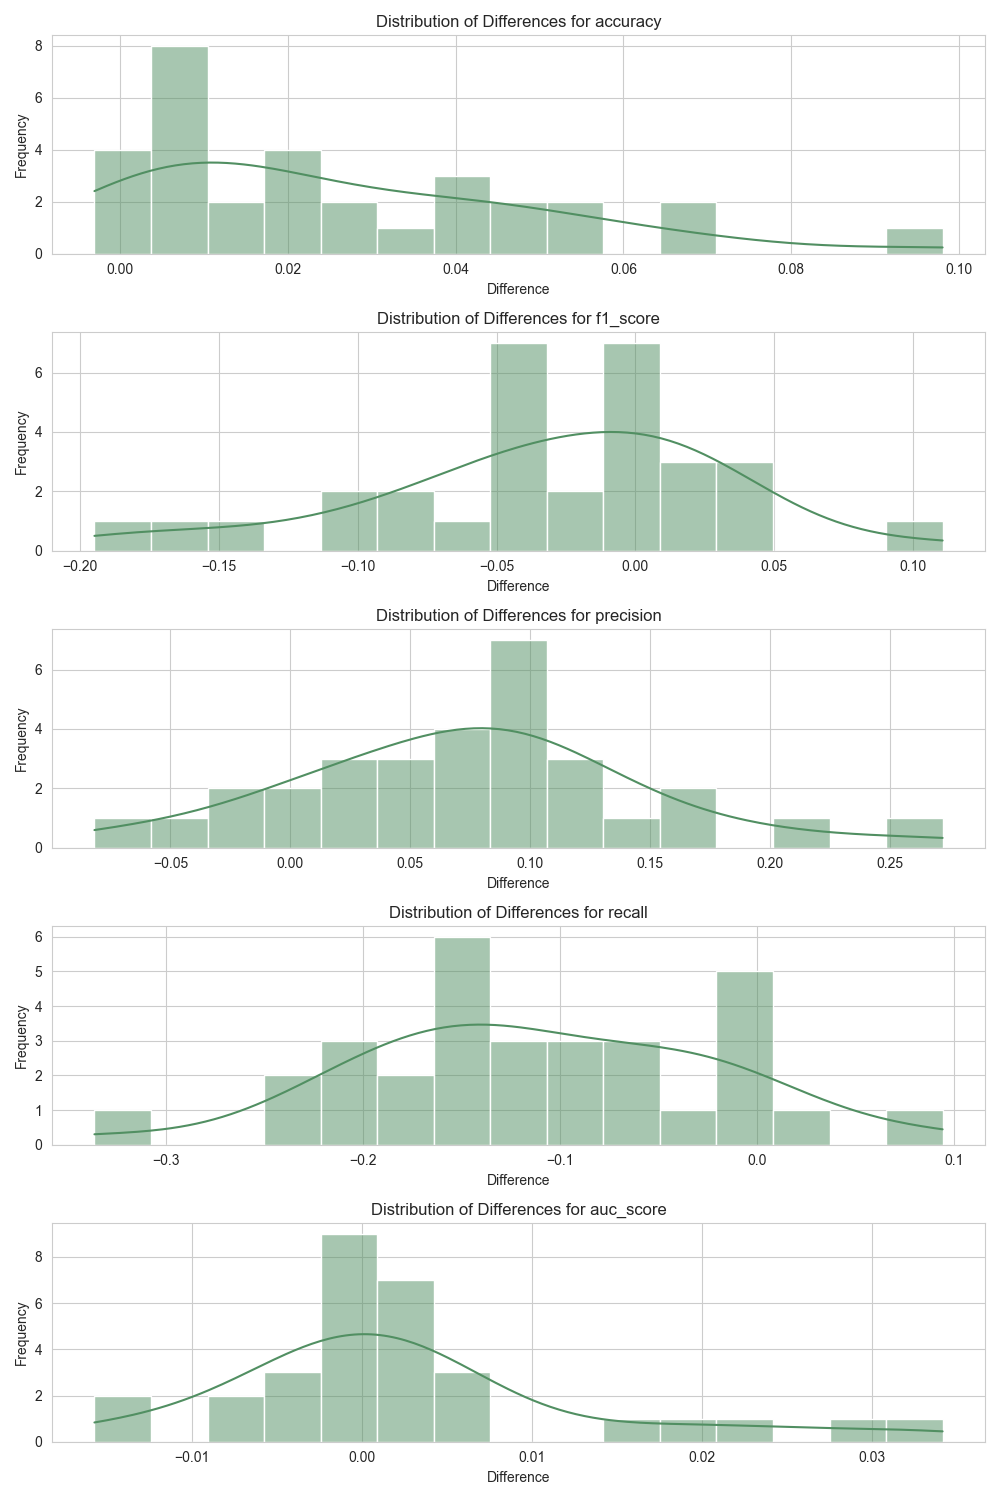 Distribution of Differences for accuracy
8
6
4
2
0
Frequency
0.00 0.02 0.04 0.06 0.08 0.10
Difference
Distribution of Differences for f1_score
6
4
2
0
Frequency
−0.20 −0.15 −0.10 −0.05 0.00 0.05 0.10
Difference
Distribution of Differences for precision
6
4
2
0
Frequency
−0.05 0.00 0.05 0.10 0.15 0.20 0.25
Difference
Distribution of Differences for recall
6
5
4
3
2
1
0
Frequency
−0.3 −0.2 −0.1 0.0 0.1
Difference
Distribution of Differences for auc_score
8
6
4
2
0
Frequency
−0.01 0.00 0.01 0.02 0.03
Difference